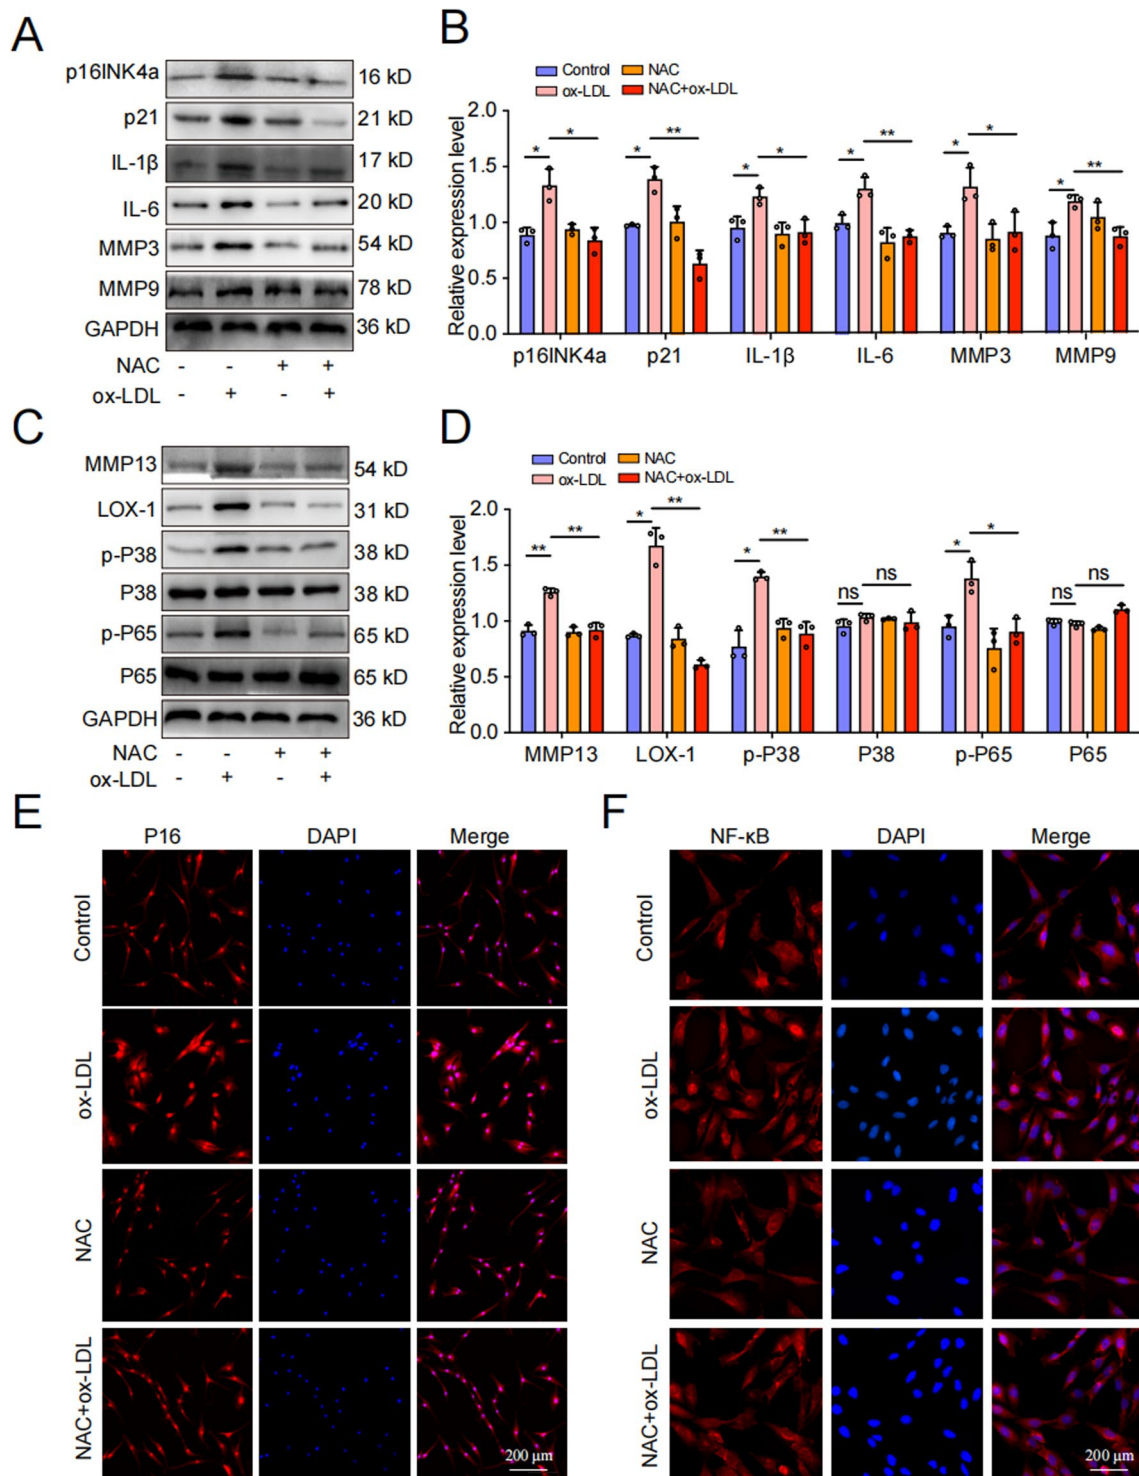 A
p16INK4a 16 kD
p21 21 kD
IL-1β 17 kD
IL-6 20 kD
MMP3 54 kD
MMP9 78 kD
GAPDH 36 kD
NAC - - + +
ox-LDL - + - +
B
Control NAC
ox-LDL NAC+ox-LDL
Relative expression level
2.0
1.5
1.0
0.5
0.0
* * * ** * * * ** * * * **
p16INK4a p21 IL-1β IL-6 MMP3 MMP9
C
MMP13 54 kD
LOX-1 31 kD
p-P38 38 kD
P38 38 kD
p-P65 65 kD
P65 65 kD
GAPDH 36 kD
NAC - - + +
ox-LDL - + - +
D
Control NAC
ox-LDL NAC+ox-LDL
Relative expression level
2.0
1.5
1.0
0.5
0.0
** ** * ** * ** ns ns * * ns ns
MMP13 LOX-1 p-P38 P38 p-P65 P65
E
P16 DAPI Merge
Control
ox-LDL
NAC
NAC+ox-LDL
200 μm
F
NF-κB DAPI Merge
Control
ox-LDL
NAC
NAC+ox-LDL
200 μm